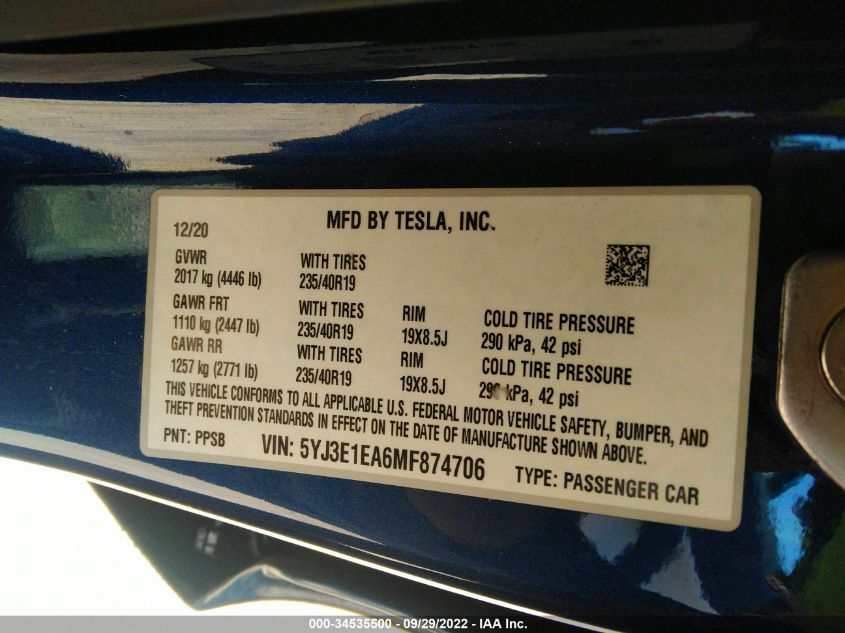 MFD BY TESLA, INC.
12/20
GVWR
2017 kg (4446 lb)
WITH TIRES
235/40R19
GAWR FRT
1110 kg (2447 lb)
WITH TIRES
235/40R19
RIM
19X8.5J
COLD TIRE PRESSURE
290 kPa, 42 psi
GAWR RR
1257 kg (2771 lb)
WITH TIRES
235/40R19
RIM
19X8.5J
COLD TIRE PRESSURE
290 kPa, 42 psi
THIS VEHICLE CONFORMS TO ALL APPLICABLE U.S. FEDERAL MOTOR VEHICLE SAFETY, BUMPER, AND
THEFT PREVENTION STANDARDS IN EFFECT ON THE DATE OF MANUFACTURE SHOWN ABOVE.
PNT: PPSB VIN: 5YJ3E1EA6MF874706 TYPE: PASSENGER CAR
000-34535500 - 09/29/2022 - IAA Inc.